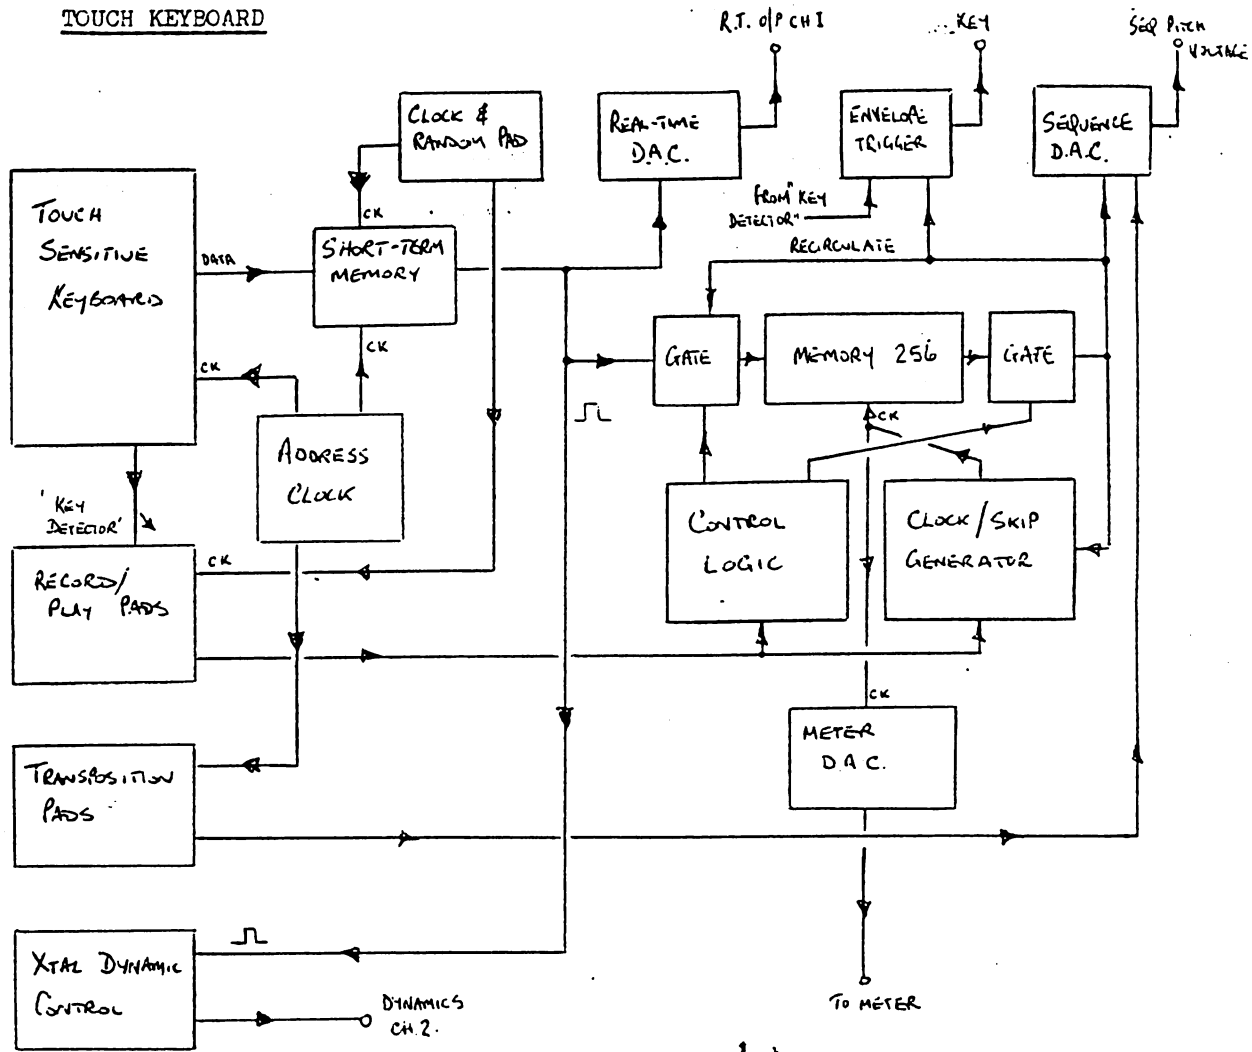 TOUCH KEYBOARD
R.T. O/P CH 1
KEY
SEQ PITCH
VOLTAGE
CLOCK &
RANDOM PAD
REAL-TIME
D.A.C.
ENVELOPE
TRIGGER
SEQUENCE
D.A.C.
TOUCH
SENSITIVE
KEYBOARD
CK
FROM "KEY
DETECTOR"
DATA
SHORT-TERM
MEMORY
RECIRCULATE
CK
CK
GATE
MEMORY 256
GATE
CK
ADDRESS
CLOCK
'KEY
DETECTOR'
CONTROL
LOGIC
CLOCK/SKIP
GENERATOR
RECORD/
PLAY PADS
CK
CK
METER
D.A.C.
TRANSPOSITION
PADS
XTAL DYNAMIC
CONTROL
DYNAMICS
CH.2.
TO METER